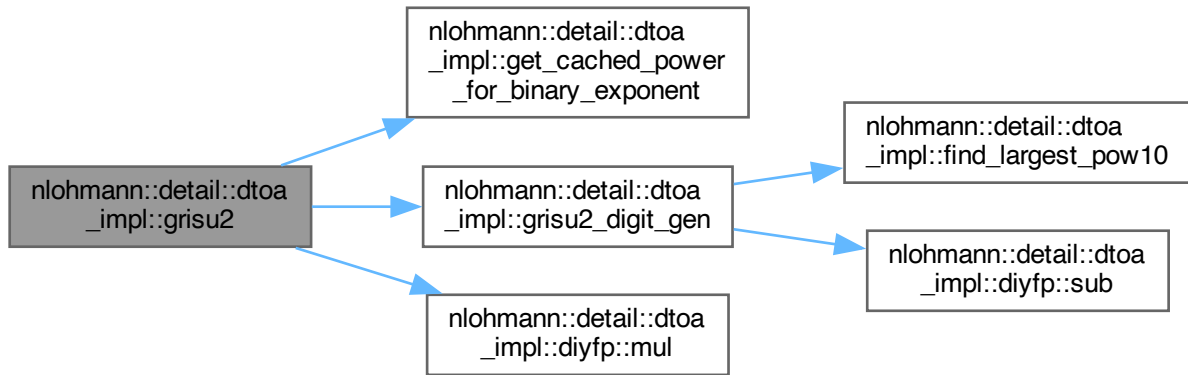 nlohmann::detail::dtoa
_impl::get_cached_power
_for_binary_exponent
nlohmann::detail::dtoa
_impl::find_largest_pow10
nlohmann::detail::dtoa
_impl::grisu2
nlohmann::detail::dtoa
_impl::grisu2_digit_gen
nlohmann::detail::dtoa
_impl::diyfp::sub
nlohmann::detail::dtoa
_impl::diyfp::mul